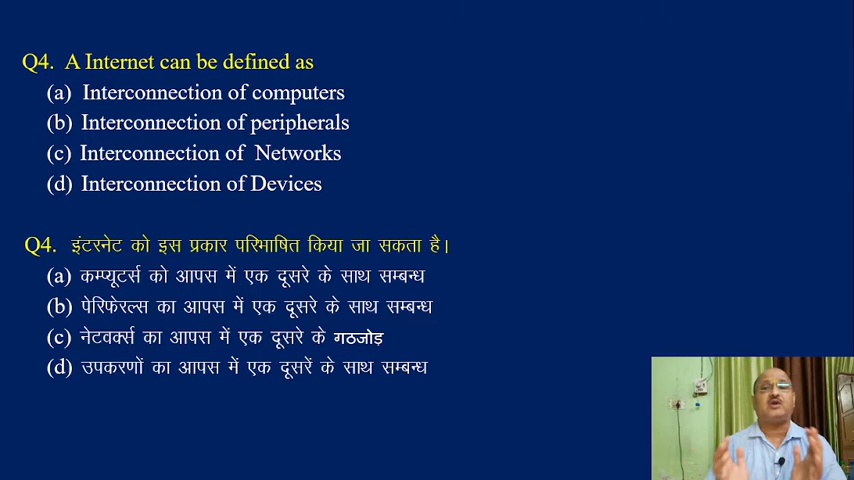 Q4. A Internet can be defined as
(a) Interconnection of computers
(b) Interconnection of peripherals
(c) Interconnection of Networks
(d) Interconnection of Devices
Q4. इंटरनेट को इस प्रकार परिभाषित किया जा सकता है।
(a) कम्प्यूटर्स को आपस में एक दूसरे के साथ सम्बन्ध
(b) पेरिफेरल्स का आपस में एक दूसरे के साथ सम्बन्ध
(c) नेटवर्क्स का आपस में एक दूसरे के गठजोड़
(d) उपकरणों का आपस में एक दूसरें के साथ सम्बन्ध